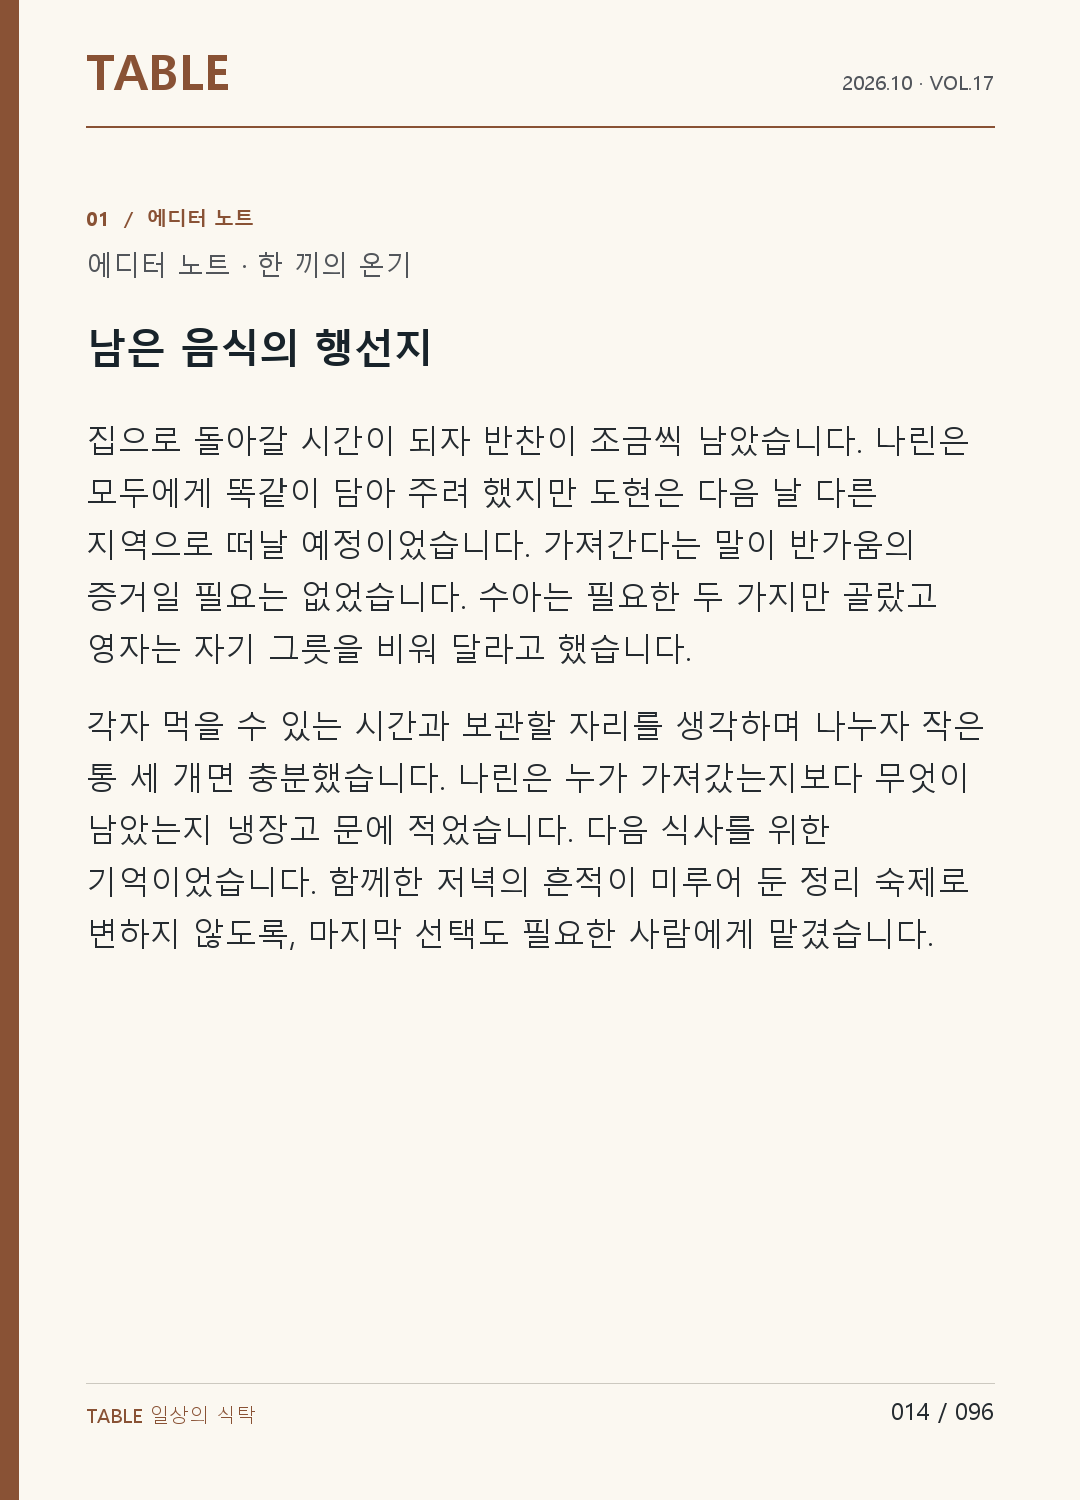 TABLE
2026.10 · VOL.17
01 / 에디터 노트
에디터 노트 · 한 끼의 온기
남은 음식의 행선지
집으로 돌아갈 시간이 되자 반찬이 조금씩 남았습니다. 나린은
모두에게 똑같이 담아 주려 했지만 도현은 다음 날 다른
지역으로 떠날 예정이었습니다. 가져간다는 말이 반가움의
증거일 필요는 없었습니다. 수아는 필요한 두 가지만 골랐고
영자는 자기 그릇을 비워 달라고 했습니다.
각자 먹을 수 있는 시간과 보관할 자리를 생각하며 나누자 작은
통 세 개면 충분했습니다. 나린은 누가 가져갔는지보다 무엇이
남았는지 냉장고 문에 적었습니다. 다음 식사를 위한
기억이었습니다. 함께한 저녁의 흔적이 미루어 둔 정리 숙제로
변하지 않도록, 마지막 선택도 필요한 사람에게 맡겼습니다.
TABLE 일상의 식탁
014 / 096